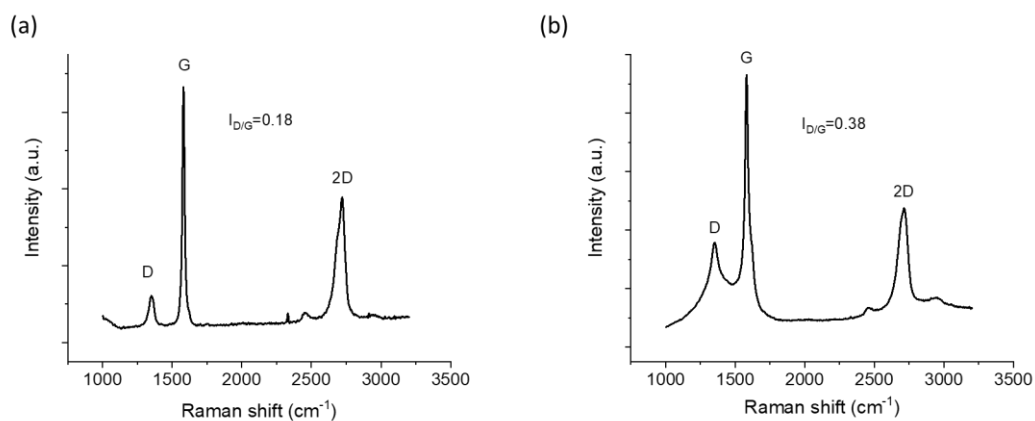 (a)
G
I_D/G=0.18
2D
D
Intensity (a.u.)
1000 1500 2000 2500 3000 3500
Raman shift (cm⁻¹)
(b)
G
I_D/G=0.38
2D
D
Intensity (a.u.)
1000 1500 2000 2500 3000 3500
Raman shift (cm⁻¹)